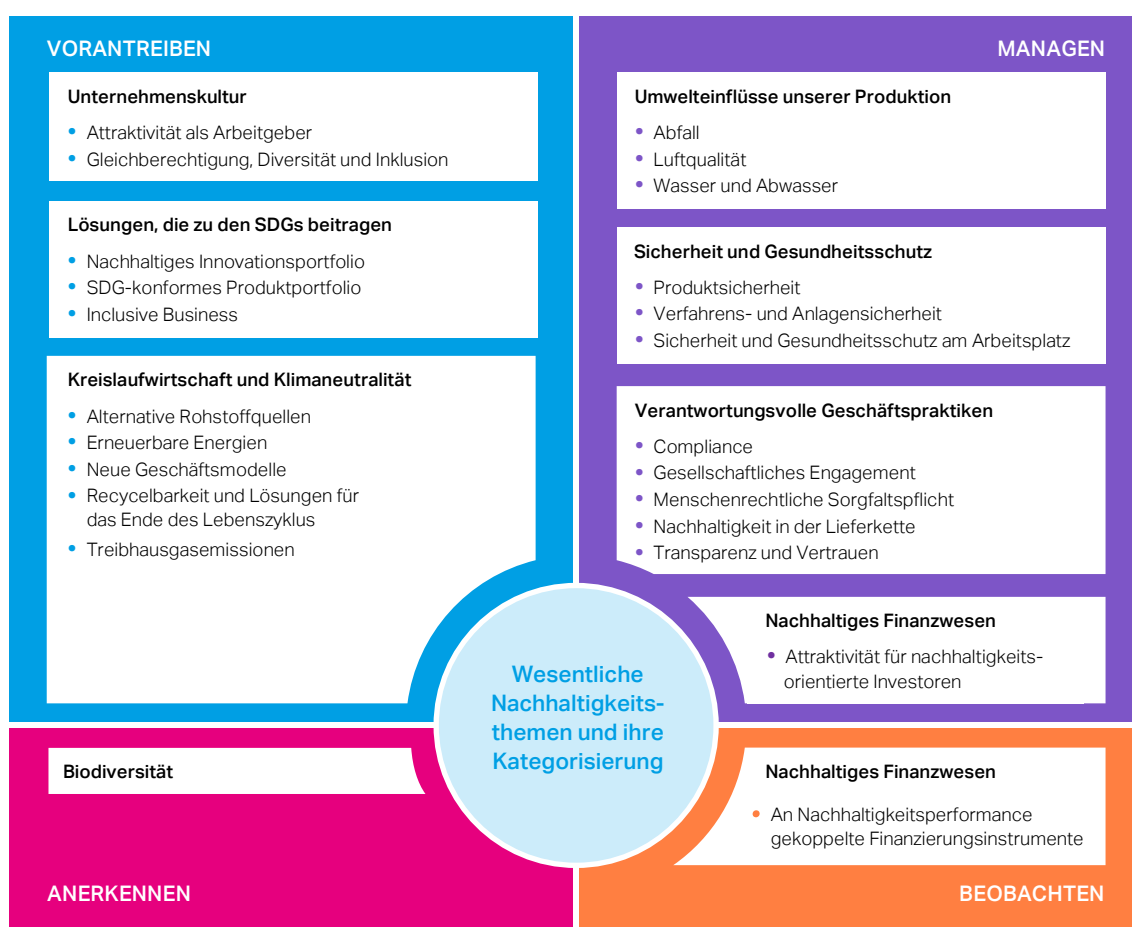 VORANTREIBEN
Unternehmenskultur
• Attraktivität als Arbeitgeber
• Gleichberechtigung, Diversität und Inklusion
Lösungen, die zu den SDGs beitragen
• Nachhaltiges Innovationsportfolio
• SDG-konformes Produktportfolio
• Inclusive Business
Kreislaufwirtschaft und Klimaneutralität
• Alternative Rohstoffquellen
• Erneuerbare Energien
• Neue Geschäftsmodelle
• Recycelbarkeit und Lösungen für
das Ende des Lebenszyklus
• Treibhausgasemissionen
MANAGEN
Umwelteinflüsse unserer Produktion
• Abfall
• Luftqualität
• Wasser und Abwasser
Sicherheit und Gesundheitsschutz
• Produktsicherheit
• Verfahrens- und Anlagensicherheit
• Sicherheit und Gesundheitsschutz am Arbeitsplatz
Verantwortungsvolle Geschäftspraktiken
• Compliance
• Gesellschaftliches Engagement
• Menschenrechtliche Sorgfaltspflicht
• Nachhaltigkeit in der Lieferkette
• Transparenz und Vertrauen
Nachhaltiges Finanzwesen
• Attraktivität für nachhaltigkeits-
orientierte Investoren
Wesentliche
Nachhaltigkeits-
themen und ihre
Kategorisierung
Biodiversität
ANERKENNEN
Nachhaltiges Finanzwesen
• An Nachhaltigkeitsperformance
gekoppelte Finanzierungsinstrumente
BEOBACHTEN